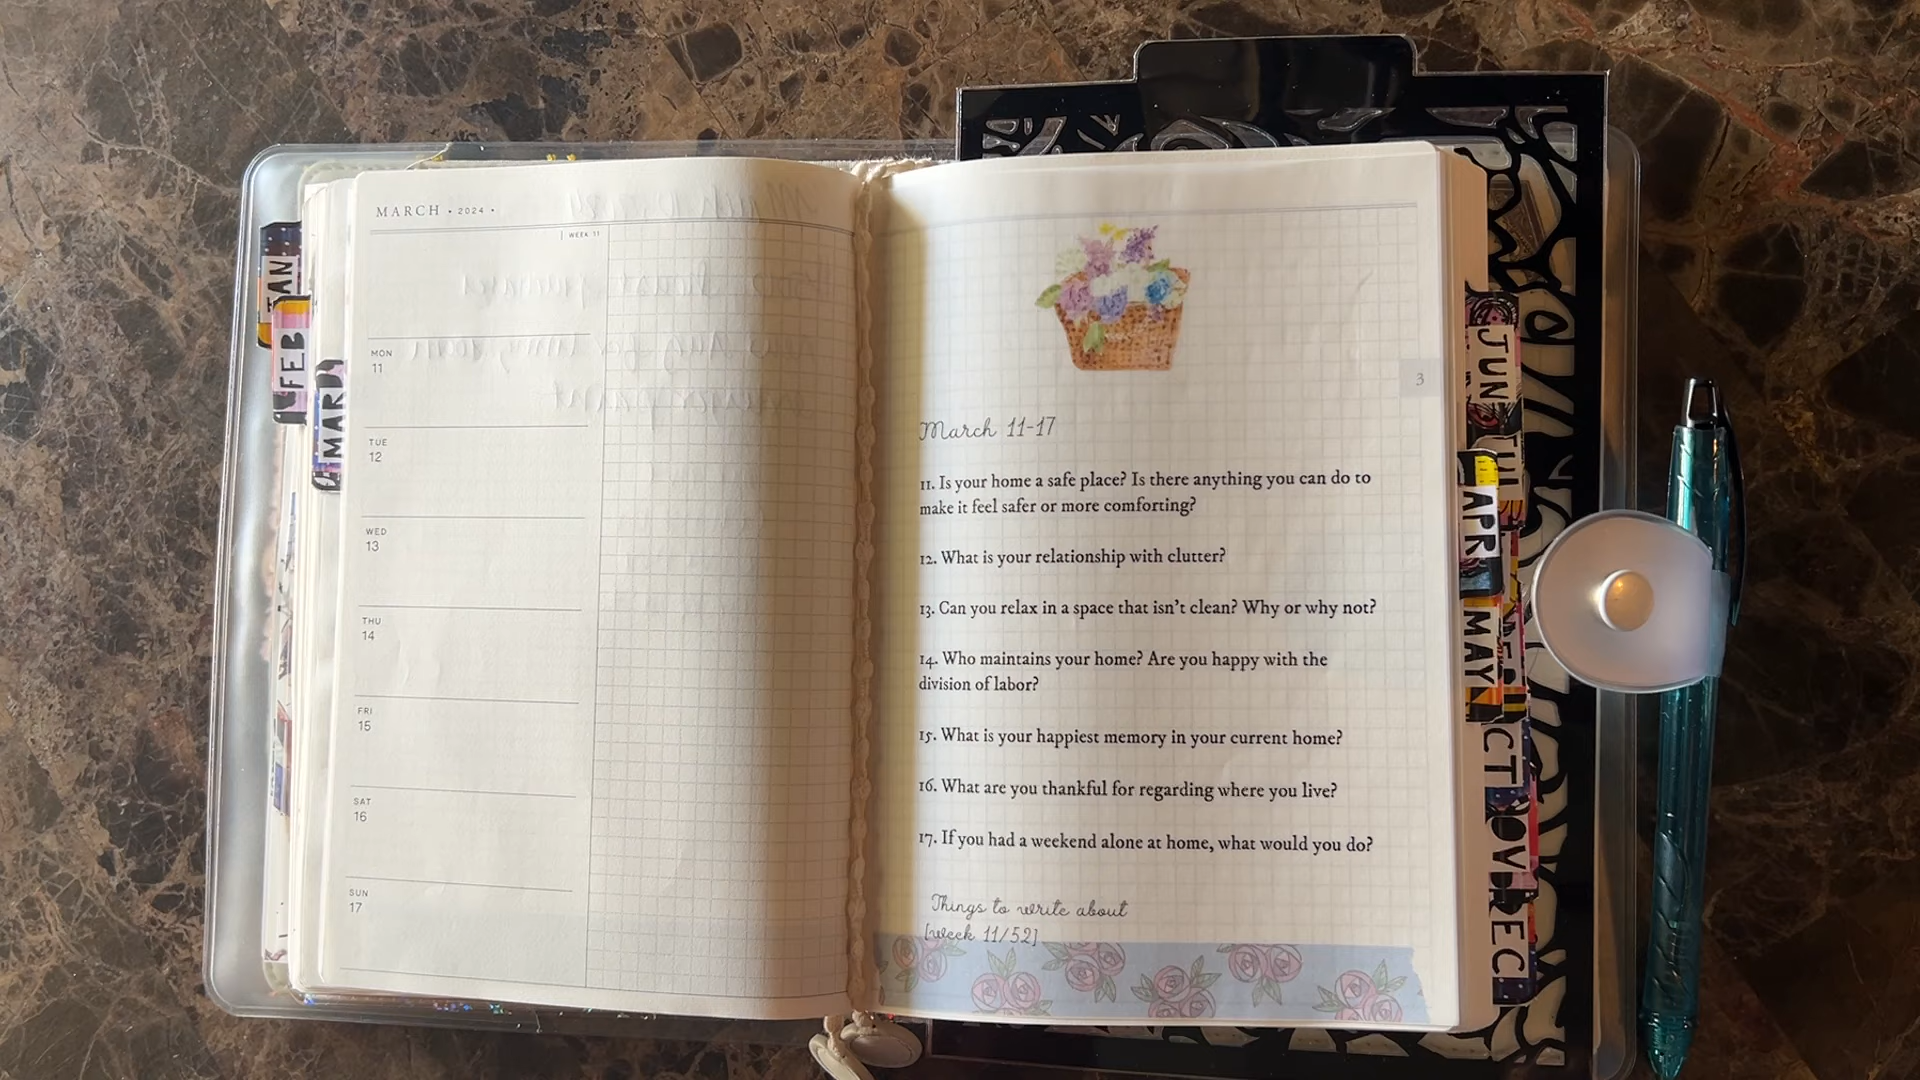 MARCH • 2024 •
WEEK 11
MON
11
TUE
12
WED
13
THU
14
FRI
15
SAT
16
SUN
17
JAN
FEB
MAR
3
March 11-17
11. Is your home a safe place? Is there anything you can do to
make it feel safer or more comforting?
12. What is your relationship with clutter?
13. Can you relax in a space that isn't clean? Why or why not?
14. Who maintains your home? Are you happy with the
division of labor?
15. What is your happiest memory in your current home?
16. What are you thankful for regarding where you live?
17. If you had a weekend alone at home, what would you do?
Things to write about
[week 11/52]
JUN
APR
MAY